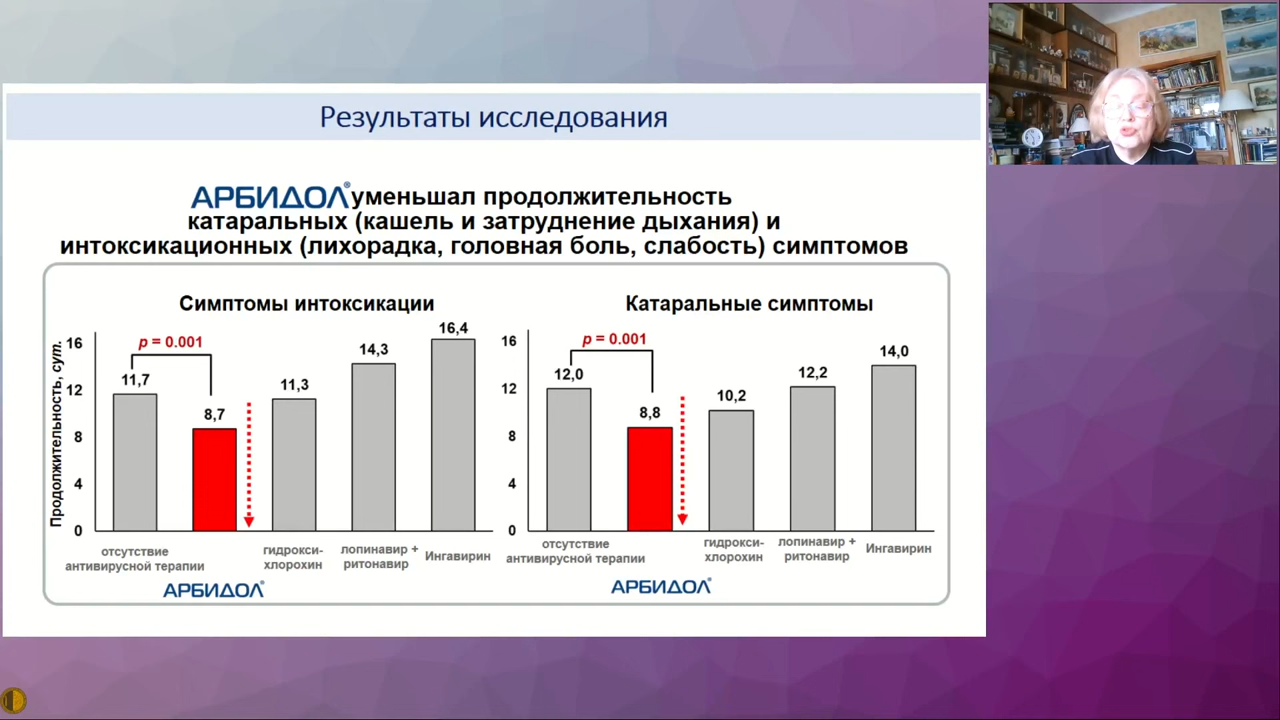 Результаты исследования
АРБИДОЛ® уменьшал продолжительность
катаральных (кашель и затруднение дыхания) и
интоксикационных (лихорадка, головная боль, слабость) симптомов
Симптомы интоксикации
Продолжительность, сут.
16
12
8
4
0
p = 0.001
11,7
8,7
11,3
14,3
16,4
отсутствие
антивирусной терапии
АРБИДОЛ®
гидрокси-
хлорохин
лопинавир +
ритонавир
Ингавирин
Катаральные симптомы
16
12
8
4
0
p = 0.001
12,0
8,8
10,2
12,2
14,0
отсутствие
антивирусной терапии
АРБИДОЛ®
гидрокси-
хлорохин
лопинавир +
ритонавир
Ингавирин